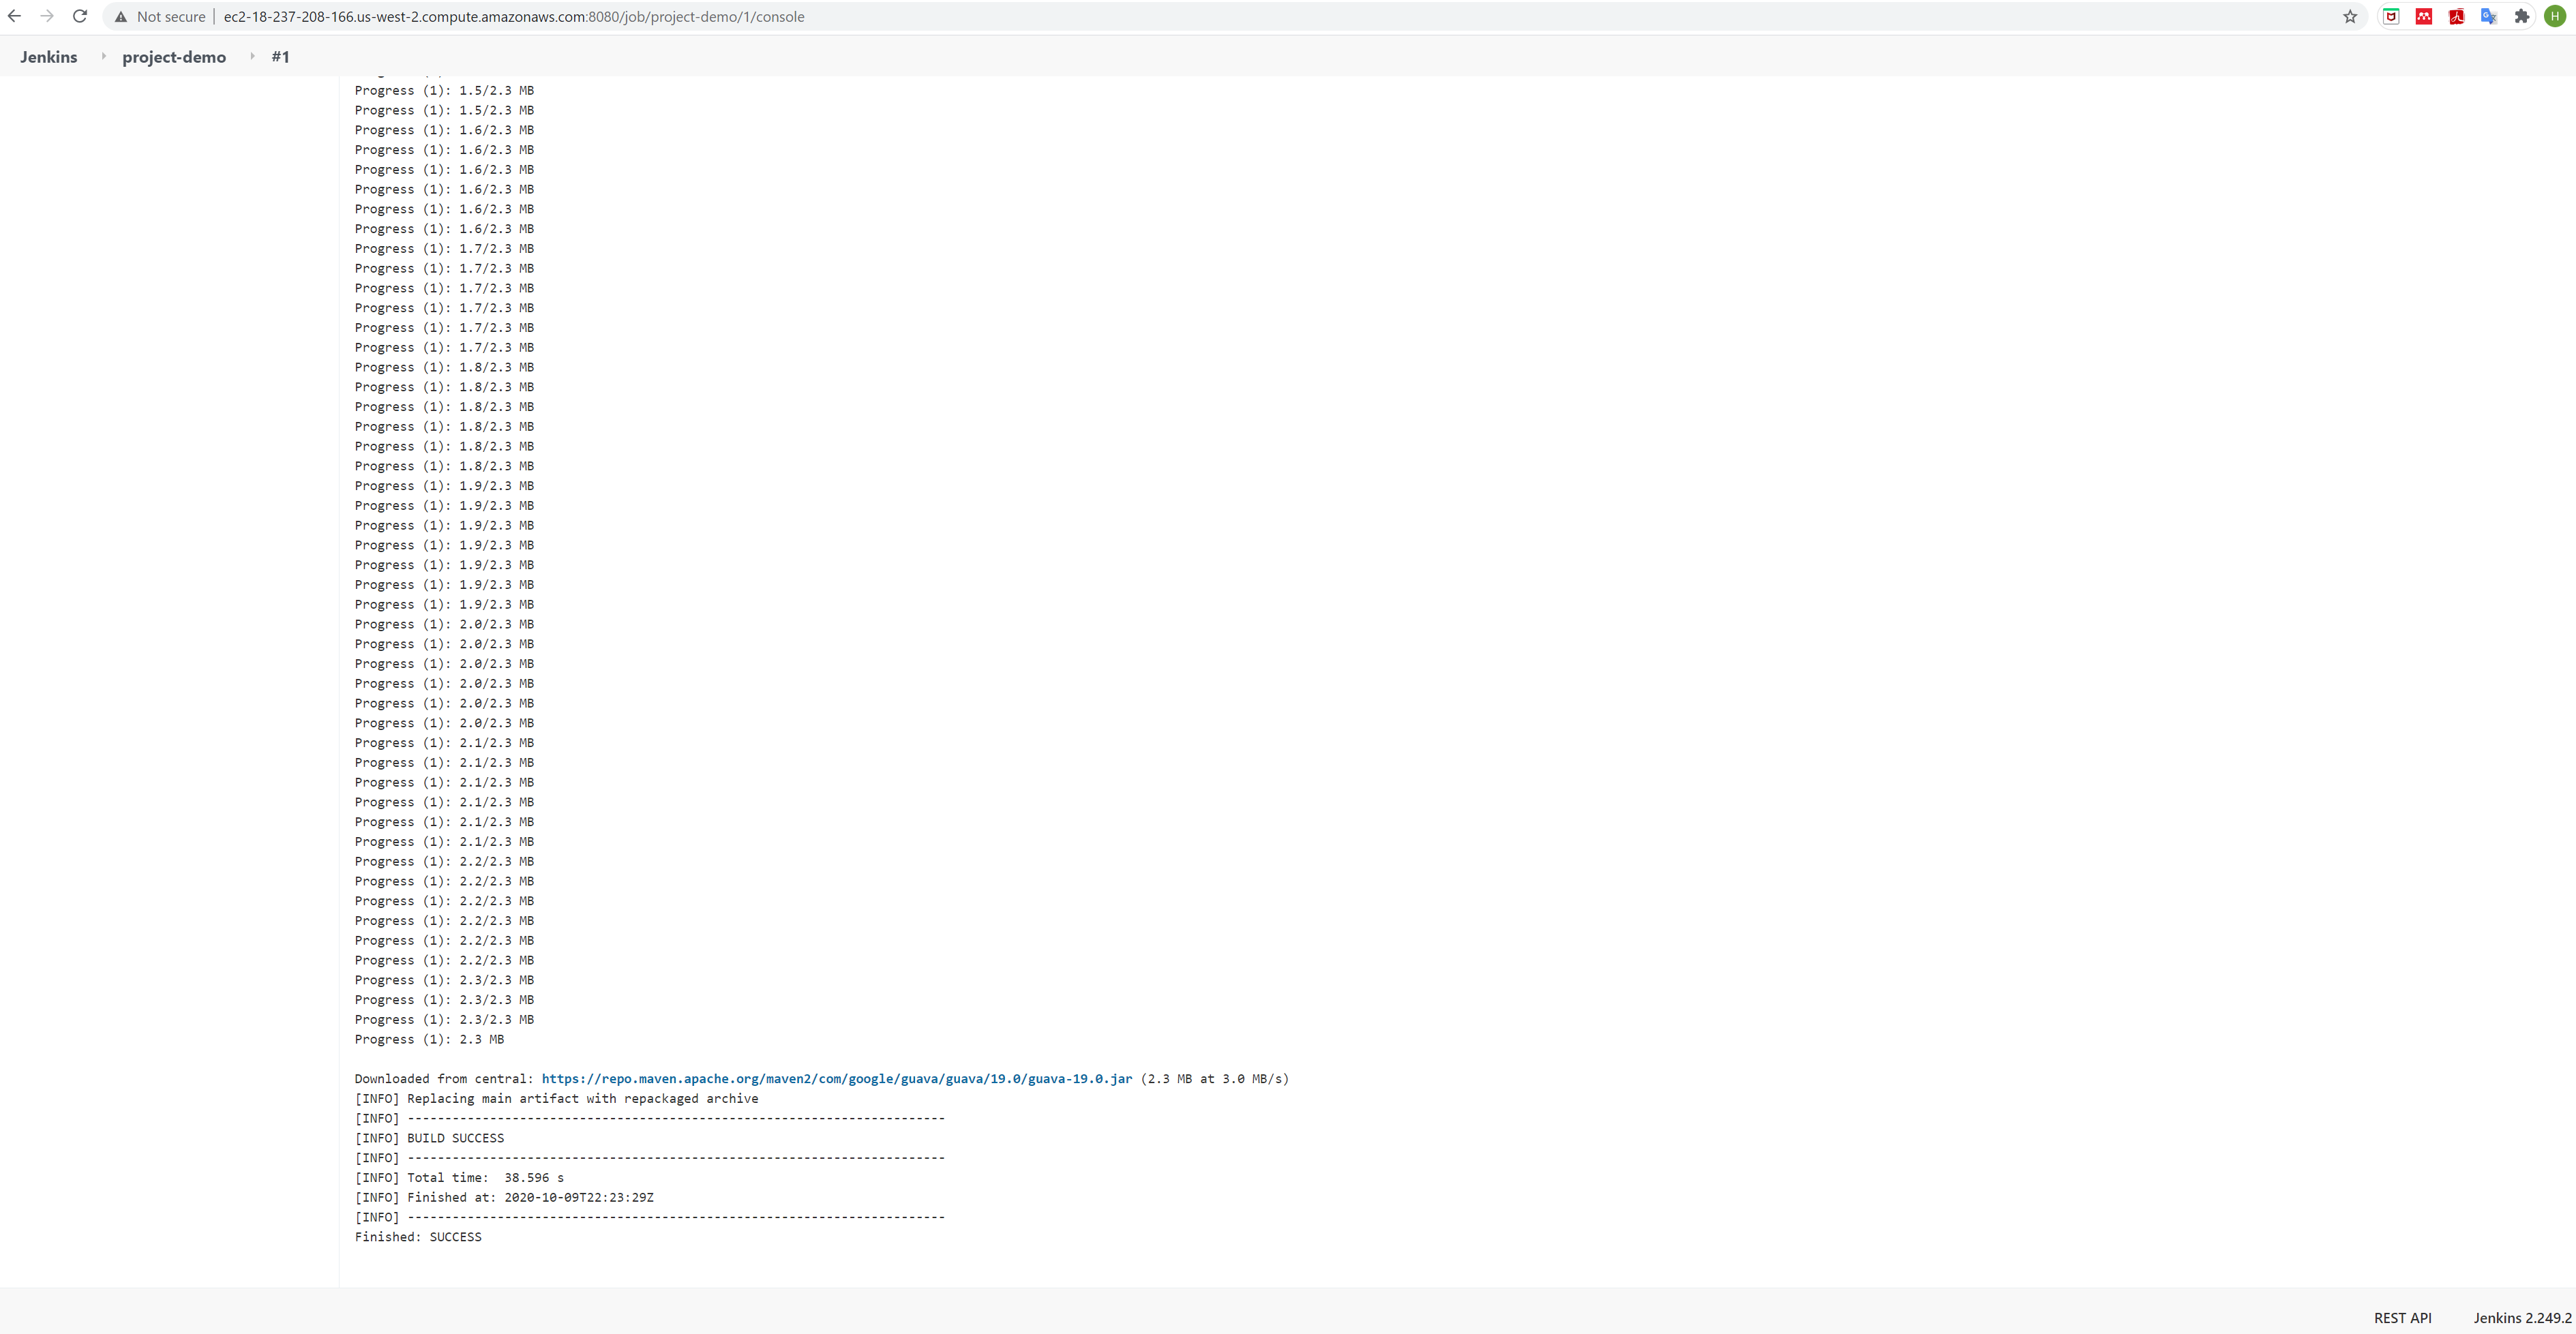 Not secure | ec2-18-237-208-166.us-west-2.compute.amazonaws.com:8080/job/project-demo/1/console
H
Jenkins project-demo #1
Progress (1): 1.5/2.3 MB
Progress (1): 1.5/2.3 MB
Progress (1): 1.6/2.3 MB
Progress (1): 1.6/2.3 MB
Progress (1): 1.6/2.3 MB
Progress (1): 1.6/2.3 MB
Progress (1): 1.6/2.3 MB
Progress (1): 1.6/2.3 MB
Progress (1): 1.7/2.3 MB
Progress (1): 1.7/2.3 MB
Progress (1): 1.7/2.3 MB
Progress (1): 1.7/2.3 MB
Progress (1): 1.7/2.3 MB
Progress (1): 1.7/2.3 MB
Progress (1): 1.8/2.3 MB
Progress (1): 1.8/2.3 MB
Progress (1): 1.8/2.3 MB
Progress (1): 1.8/2.3 MB
Progress (1): 1.8/2.3 MB
Progress (1): 1.8/2.3 MB
Progress (1): 1.9/2.3 MB
Progress (1): 1.9/2.3 MB
Progress (1): 1.9/2.3 MB
Progress (1): 1.9/2.3 MB
Progress (1): 1.9/2.3 MB
Progress (1): 1.9/2.3 MB
Progress (1): 1.9/2.3 MB
Progress (1): 2.0/2.3 MB
Progress (1): 2.0/2.3 MB
Progress (1): 2.0/2.3 MB
Progress (1): 2.0/2.3 MB
Progress (1): 2.0/2.3 MB
Progress (1): 2.0/2.3 MB
Progress (1): 2.1/2.3 MB
Progress (1): 2.1/2.3 MB
Progress (1): 2.1/2.3 MB
Progress (1): 2.1/2.3 MB
Progress (1): 2.1/2.3 MB
Progress (1): 2.1/2.3 MB
Progress (1): 2.2/2.3 MB
Progress (1): 2.2/2.3 MB
Progress (1): 2.2/2.3 MB
Progress (1): 2.2/2.3 MB
Progress (1): 2.2/2.3 MB
Progress (1): 2.2/2.3 MB
Progress (1): 2.3/2.3 MB
Progress (1): 2.3/2.3 MB
Progress (1): 2.3/2.3 MB
Progress (1): 2.3 MB
Downloaded from central: https://repo.maven.apache.org/maven2/com/google/guava/guava/19.0/guava-19.0.jar (2.3 MB at 3.0 MB/s)
[INFO] Replacing main artifact with repackaged archive
[INFO] ------------------------------------------------------------------------
[INFO] BUILD SUCCESS
[INFO] ------------------------------------------------------------------------
[INFO] Total time:  38.596 s
[INFO] Finished at: 2020-10-09T22:23:29Z
[INFO] ------------------------------------------------------------------------
Finished: SUCCESS
REST API Jenkins 2.249.2